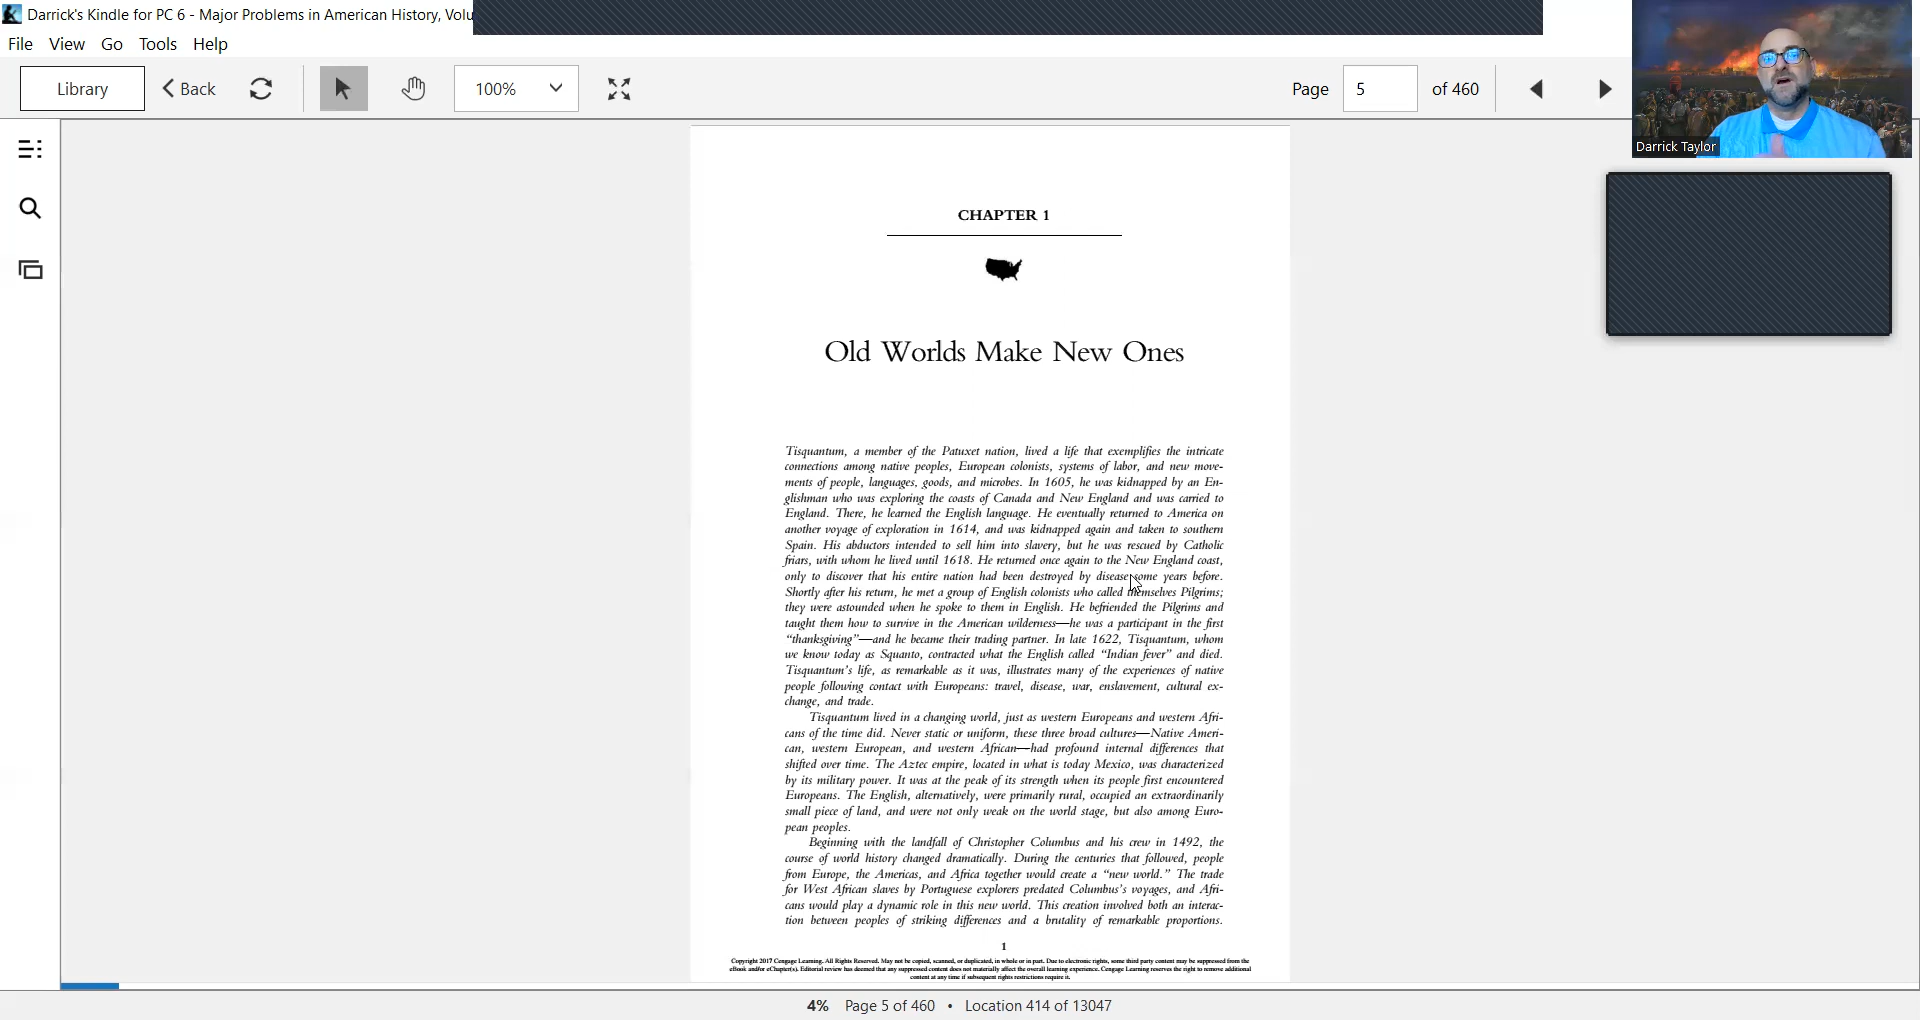 Darrick's Kindle for PC 6 - Major Problems in American History, Volu
File View Go Tools Help
Library Back 100% Page 5 of 460
Darrick Taylor
CHAPTER 1
Old Worlds Make New Ones
Tisquantum, a member of the Patuxet nation, lived a life that exemplifies the intricate
connections among native peoples, European colonists, systems of labor, and new move-
ments of people, languages, goods, and microbes. In 1605, he was kidnapped by an En-
glishman who was exploring the coasts of Canada and New England and was carried to
England. There, he learned the English language. He eventually returned to America on
another voyage of exploration in 1614, and was kidnapped again and taken to southern
Spain. His abductors intended to sell him into slavery, but he was rescued by Catholic
friars, with whom he lived until 1618. He returned once again to the New England coast,
only to discover that his entire nation had been destroyed by disease some years before.
Shortly after his return, he met a group of English colonists who called themselves Pilgrims;
they were astounded when he spoke to them in English. He befriended the Pilgrims and
taught them how to survive in the American wilderness—he was a participant in the first
“thanksgiving”—and he became their trading partner. In late 1622, Tisquantum, whom
we know today as Squanto, contracted what the English called “Indian fever” and died.
Tisquantum's life, as remarkable as it was, illustrates many of the experiences of native
people following contact with Europeans: travel, disease, war, enslavement, cultural ex-
change, and trade.
Tisquantum lived in a changing world, just as western Europeans and western Afri-
cans of the time did. Never static or uniform, these three broad cultures—Native Ameri-
can, western European, and western African—had profound internal differences that
shifted over time. The Aztec empire, located in what is today Mexico, was characterized
by its military power. It was at the peak of its strength when its people first encountered
Europeans. The English, alternatively, were primarily rural, occupied an extraordinarily
small piece of land, and were not only weak on the world stage, but also among Euro-
pean peoples.
Beginning with the landfall of Christopher Columbus and his crew in 1492, the
course of world history changed dramatically. During the centuries that followed, people
from Europe, the Americas, and Africa together would create a “new world.” The trade
for West African slaves by Portuguese explorers predated Columbus's voyages, and Afri-
cans would play a dynamic role in this new world. This creation involved both an interac-
tion between peoples of striking differences and a brutality of remarkable proportions.
1
Copyright 2017 Cengage Learning. All Rights Reserved. May not be copied, scanned, or duplicated, in whole or in part. Due to electronic rights, some third party content may be suppressed from the
eBook and/or eChapter(s). Editorial review has deemed that any suppressed content does not materially affect the overall learning experience. Cengage Learning reserves the right to remove additional
content at any time if subsequent rights restrictions require it.
4% Page 5 of 460 • Location 414 of 13047